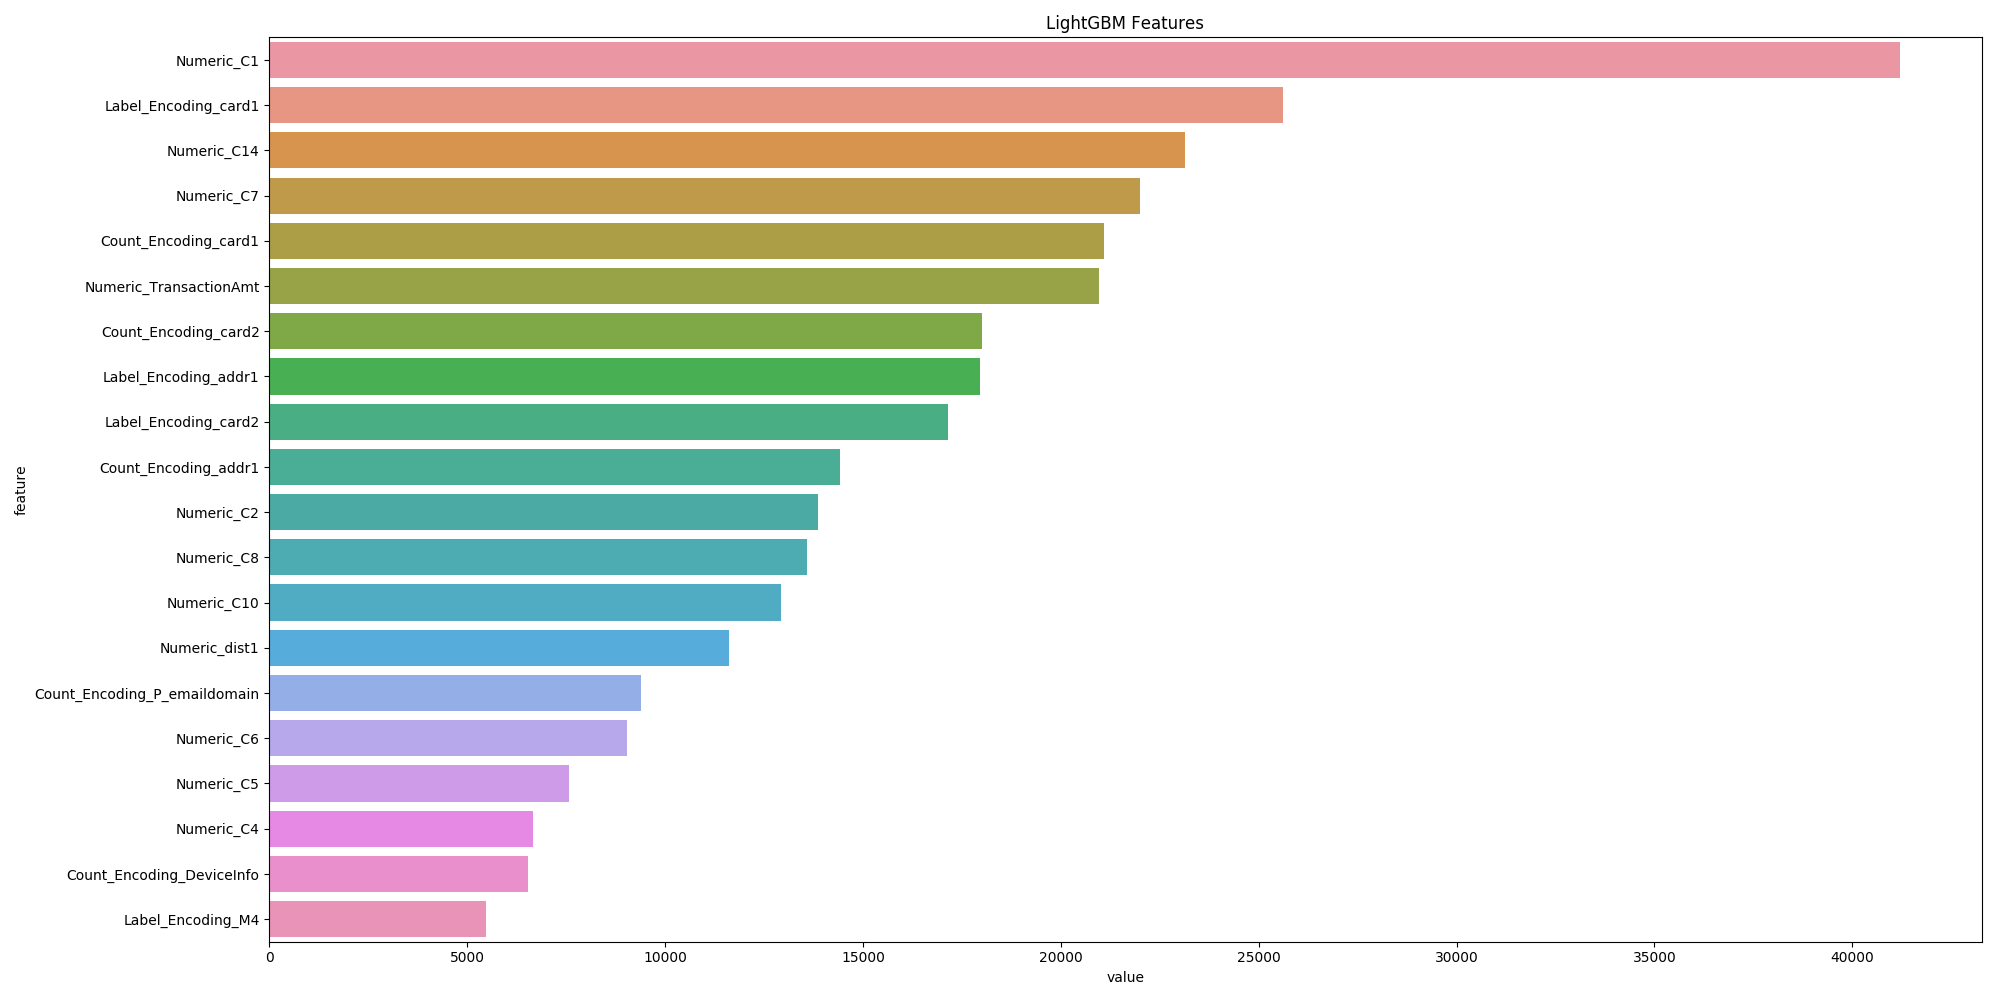 LightGBM Features
Numeric_C1
Label_Encoding_card1
Numeric_C14
Numeric_C7
Count_Encoding_card1
Numeric_TransactionAmt
Count_Encoding_card2
Label_Encoding_addr1
Label_Encoding_card2
Count_Encoding_addr1
Numeric_C2
Numeric_C8
Numeric_C10
Numeric_dist1
Count_Encoding_P_emaildomain
Numeric_C6
Numeric_C5
Numeric_C4
Count_Encoding_DeviceInfo
Label_Encoding_M4
feature
0 5000 10000 15000 20000 25000 30000 35000 40000
value